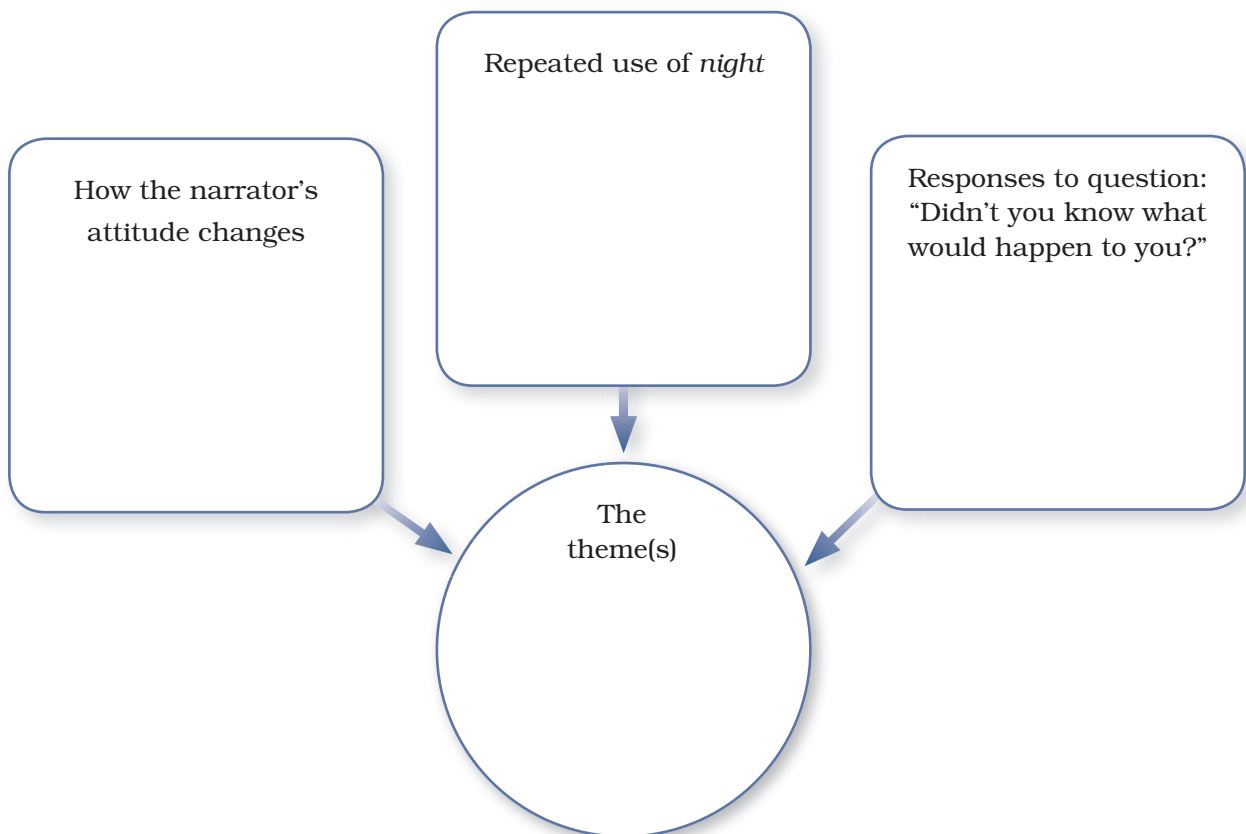 Repeated use of night
How the narrator’s
attitude changes
Responses to question:
“Didn’t you know what
would happen to you?”
The
theme(s)